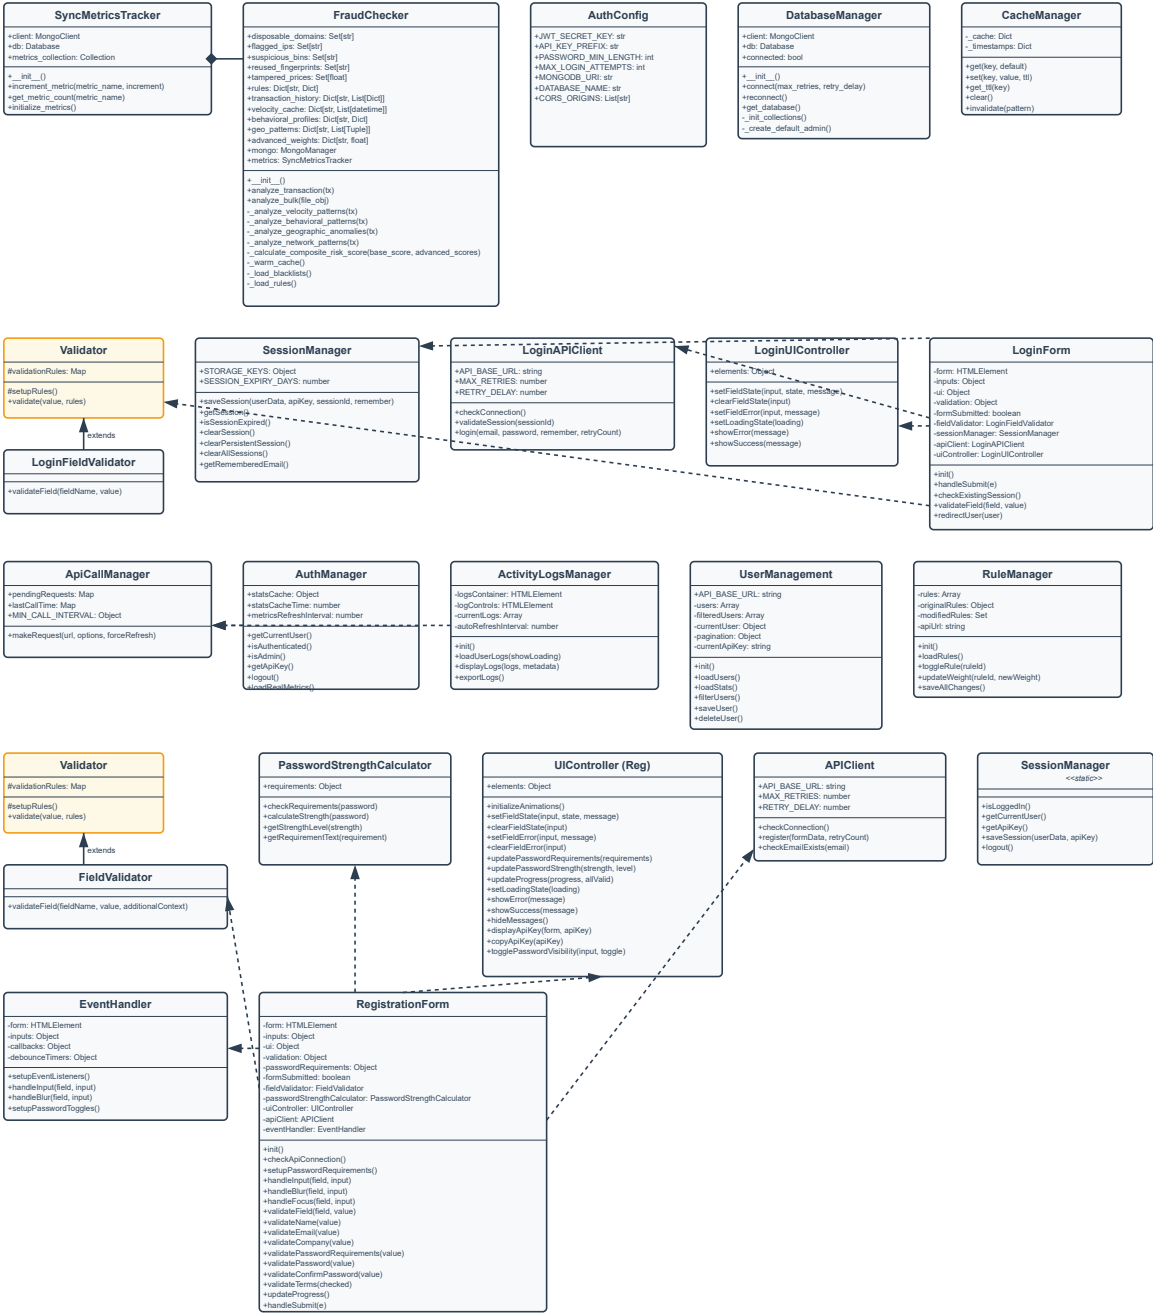 SyncMetricsTracker
+client: MongoClient
+db: Database
+metrics_collection: Collection
+__init__()
+increment_metric(metric_name, increment)
+get_metric_count(metric_name)
+initialize_metrics()
FraudChecker
+disposable_domains: Set[str]
+flagged_ips: Set[str]
+suspicious_bins: Set[str]
+reused_fingerprints: Set[str]
+tampered_prices: Set[float]
+rules: Dict[str, Dict]
+transaction_history: Dict[str, List[Dict]]
+velocity_cache: Dict[str, List[datetime]]
+behavioral_profiles: Dict[str, Dict]
+geo_patterns: Dict[str, List[Tuple]]
+advanced_weights: Dict[str, float]
+mongo: MongoManager
+metrics: SyncMetricsTracker
+__init__()
+analyze_transaction(tx)
+analyze_bulk(file_obj)
-_analyze_velocity_patterns(tx)
-_analyze_behavioral_patterns(tx)
-_analyze_geographic_anomalies(tx)
-_analyze_network_patterns(tx)
-_calculate_composite_risk_score(base_score, advanced_scores)
-_warm_cache()
-_load_blacklists()
-_load_rules()
AuthConfig
+JWT_SECRET_KEY: str
+API_KEY_PREFIX: str
+PASSWORD_MIN_LENGTH: int
+MAX_LOGIN_ATTEMPTS: int
+MONGODB_URI: str
+DATABASE_NAME: str
+CORS_ORIGINS: List[str]
DatabaseManager
+client: MongoClient
+db: Database
+connected: bool
+__init__()
+connect(max_retries, retry_delay)
+reconnect()
+get_database()
-_init_collections()
-_create_default_admin()
CacheManager
-_cache: Dict
-_timestamps: Dict
+get(key, default)
+set(key, value, ttl)
+get_ttl(key)
+clear()
+invalidate(pattern)
Validator
#validationRules: Map
#setupRules()
+validate(value, rules)
extends
LoginFieldValidator
+validateField(fieldName, value)
SessionManager
+STORAGE_KEYS: Object
+SESSION_EXPIRY_DAYS: number
+saveSession(userData, apiKey, sessionId, remember)
+getSession()
+isSessionExpired()
+clearSession()
+clearPersistentSession()
+clearAllSessions()
+getRememberedEmail()
LoginAPIClient
+API_BASE_URL: string
+MAX_RETRIES: number
+RETRY_DELAY: number
+checkConnection()
+validateSession(sessionId)
+login(email, password, remember, retryCount)
LoginUIController
+elements: Object
+setFieldState(input, state, message)
+clearFieldState(input)
+setFieldError(input, message)
+setLoadingState(loading)
+showError(message)
+showSuccess(message)
LoginForm
-form: HTMLElement
-inputs: Object
-ui: Object
-validation: Object
-formSubmitted: boolean
-fieldValidator: LoginFieldValidator
-sessionManager: SessionManager
-apiClient: LoginAPIClient
-uiController: LoginUIController
+init()
+handleSubmit(e)
+checkExistingSession()
+validateField(field, value)
+redirectUser(user)
ApiCallManager
+pendingRequests: Map
+lastCallTime: Map
+MIN_CALL_INTERVAL: Object
+makeRequest(url, options, forceRefresh)
AuthManager
+statsCache: Object
+statsCacheTime: number
+metricsRefreshInterval: number
+getCurrentUser()
+isAuthenticated()
+isAdmin()
+getApiKey()
+logout()
+loadRealMetrics()
ActivityLogsManager
-logsContainer: HTMLElement
-logControls: HTMLElement
-currentLogs: Array
-autoRefreshInterval: number
+init()
+loadUserLogs(showLoading)
+displayLogs(logs, metadata)
+exportLogs()
UserManagement
+API_BASE_URL: string
-users: Array
-filteredUsers: Array
-currentUser: Object
-pagination: Object
-currentApiKey: string
+init()
+loadUsers()
+loadStats()
+filterUsers()
+saveUser()
+deleteUser()
RuleManager
-rules: Array
-originalRules: Object
-modifiedRules: Set
-apiUrl: string
+init()
+loadRules()
+toggleRule(ruleId)
+updateWeight(ruleId, newWeight)
+saveAllChanges()
Validator
#validationRules: Map
#setupRules()
+validate(value, rules)
extends
FieldValidator
+validateField(fieldName, value, additionalContext)
PasswordStrengthCalculator
+requirements: Object
+checkRequirements(password)
+calculateStrength(password)
+getStrengthLevel(strength)
+getRequirementText(requirement)
UIController (Reg)
+elements: Object
+initializeAnimations()
+setFieldState(input, state, message)
+clearFieldState(input)
+setFieldError(input, message)
+clearFieldError(input)
+updatePasswordRequirements(requirements)
+updatePasswordStrength(strength, level)
+updateProgress(progress, allValid)
+setLoadingState(loading)
+showError(message)
+showSuccess(message)
+hideMessages()
+displayApiKey(form, apiKey)
+copyApiKey(apiKey)
+togglePasswordVisibility(input, toggle)
APIClient
+API_BASE_URL: string
+MAX_RETRIES: number
+RETRY_DELAY: number
+checkConnection()
+register(formData, retryCount)
+checkEmailExists(email)
SessionManager
<<static>>
+isLoggedIn()
+getCurrentUser()
+getApiKey()
+saveSession(userData, apiKey)
+logout()
EventHandler
-form: HTMLElement
-inputs: Object
-callbacks: Object
-debounceTimers: Object
+setupEventListeners()
+handleInput(field, input)
+handleBlur(field, input)
+setupPasswordToggles()
RegistrationForm
-form: HTMLElement
-inputs: Object
-ui: Object
-validation: Object
-passwordRequirements: Object
-formSubmitted: boolean
-fieldValidator: FieldValidator
-passwordStrengthCalculator: PasswordStrengthCalculator
-uiController: UIController
-apiClient: APIClient
-eventHandler: EventHandler
+init()
+checkApiConnection()
+setupPasswordRequirements()
+handleInput(field, input)
+handleBlur(field, input)
+handleFocus(field, input)
+validateField(field, value)
+validateName(value)
+validateEmail(value)
+validateCompany(value)
+validatePasswordRequirements(value)
+validatePassword(value)
+validateConfirmPassword(value)
+validateTerms(checked)
+updateProgress()
+handleSubmit(e)